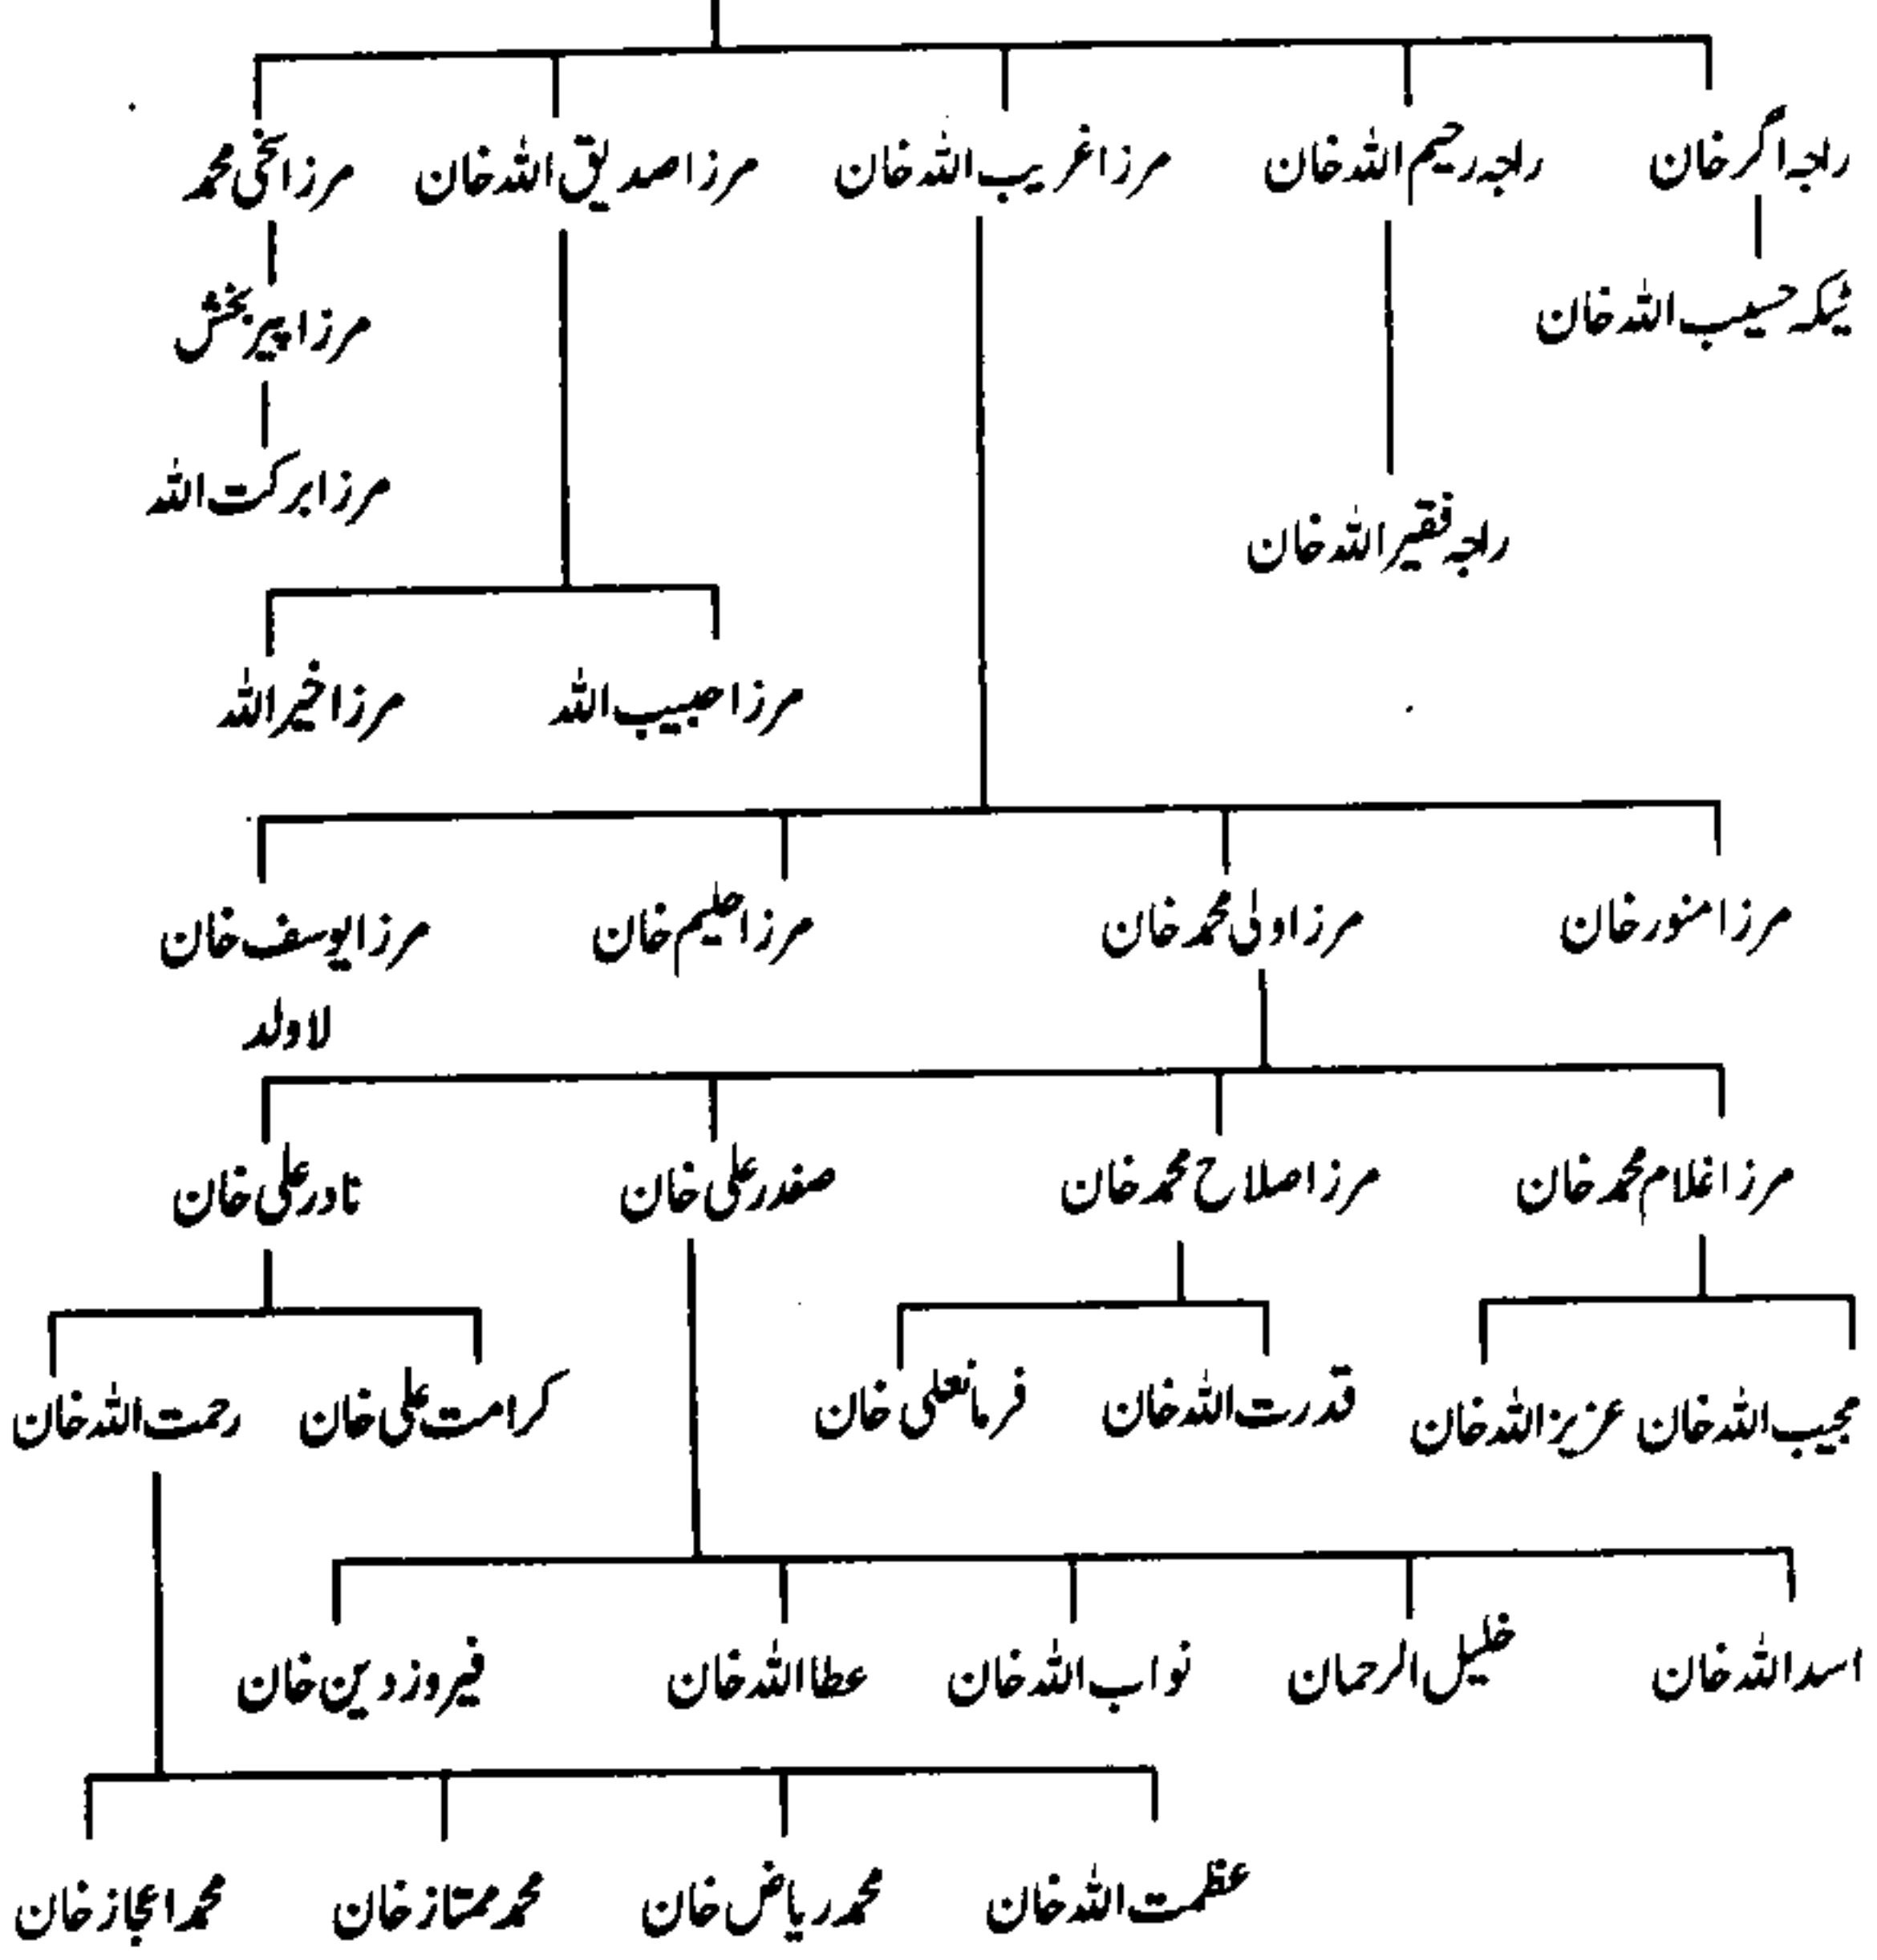 راجہ اگر خان راجہ رحیم اللہ خان مرزا غریب اللہ خان مرزا صدیق اللہ خان مرزا سخی محمد
ٹیکہ حسیب اللہ خان مرزا پیر بخش
مرزا برکت اللہ
راجہ فقیر اللہ خان
مرزا حبیب اللہ مرزا خیر اللہ
مرزا منور خان مرزا ولی محمد خان مرزا حلیم خان مرزا یوسف خان
لا ولد
مرزا غلام محمد خان مرزا صلاح محمد خان صفدر علی خان نادر علی خان
مجیب اللہ خان عزیز اللہ خان قدرت اللہ خان فرمانعلی خان کرامت علی خان رحمت اللہ خان
اسد اللہ خان خلیل الرحمان نواب اللہ خان عطا اللہ خان فیروز دین خان
عظمت اللہ خان محمد ریاض خان محمد ممتاز خان محمد اعجاز خان